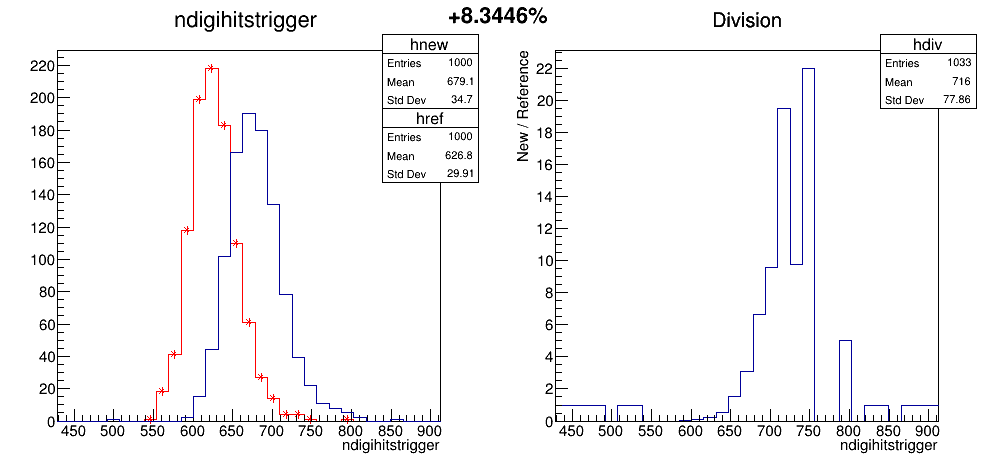 +8.3446%
ndigihitstrigger
hnew
Entries 1000
Mean 679.1
Std Dev 34.7
href
Entries 1000
Mean 626.8
Std Dev 29.91
220
200
180
160
140
120
100
80
60
40
20
0
450 500 550 600 650 700 750 800 850 900
ndigihitstrigger
Division
hdiv
Entries 1033
Mean 716
Std Dev 77.86
New / Reference
22
20
18
16
14
12
10
8
6
4
2
0
450 500 550 600 650 700 750 800 850 900
ndigihitstrigger